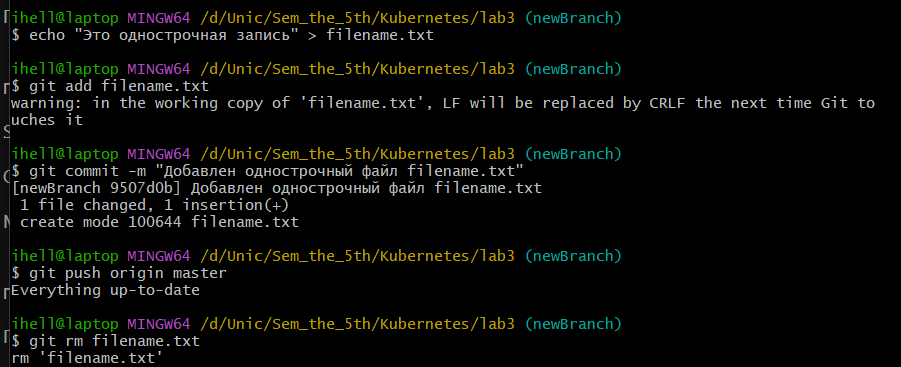 ihell@laptop MINGW64 /d/Unic/Sem_the_5th/Kubernetes/lab3 (newBranch)
$ echo "Это однострочная запись" > filename.txt
ihell@laptop MINGW64 /d/Unic/Sem_the_5th/Kubernetes/lab3 (newBranch)
$ git add filename.txt
warning: in the working copy of 'filename.txt', LF will be replaced by CRLF the next time Git to
uches it
ihell@laptop MINGW64 /d/Unic/Sem_the_5th/Kubernetes/lab3 (newBranch)
$ git commit -m "Добавлен однострочный файл filename.txt"
[newBranch 9507d0b] Добавлен однострочный файл filename.txt
1 file changed, 1 insertion(+)
create mode 100644 filename.txt
ihell@laptop MINGW64 /d/Unic/Sem_the_5th/Kubernetes/lab3 (newBranch)
$ git push origin master
Everything up-to-date
ihell@laptop MINGW64 /d/Unic/Sem_the_5th/Kubernetes/lab3 (newBranch)
$ git rm filename.txt
rm 'filename.txt'